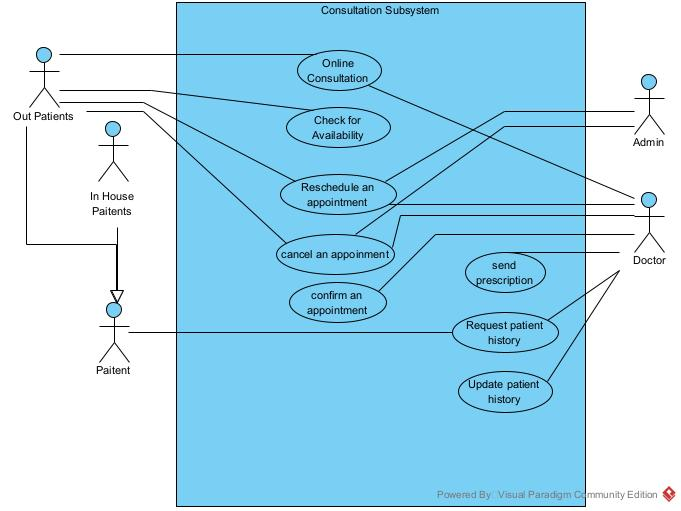 Consultation Subsystem
Online
Consultation
Out Patients
Check for
Availability
Admin
In House
Paitents
Reschedule an
appointment
cancel an appoinment
Doctor
send
prescription
confirm an
appointment
Request patient
history
Paitent
Update patient
history
Powered By: Visual Paradigm Community Edition